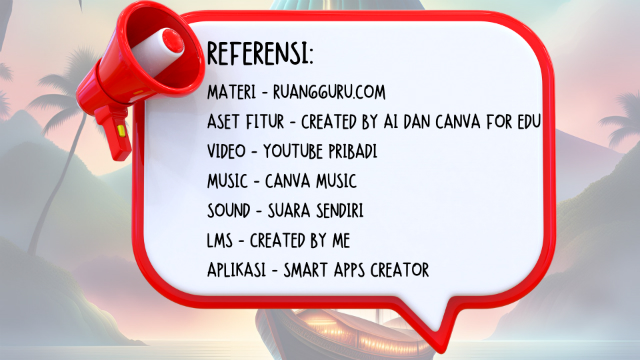 REFERENSI:
MATERI - RUANGGURU.COM
ASET FITUR - CREATED BY AI DAN CANVA FOR EDU
VIDEO - YOUTUBE PRIBADI
MUSIC - CANVA MUSIC
SOUND - SUARA SENDIRI
LMS - CREATED BY ME
APLIKASI - SMART APPS CREATOR